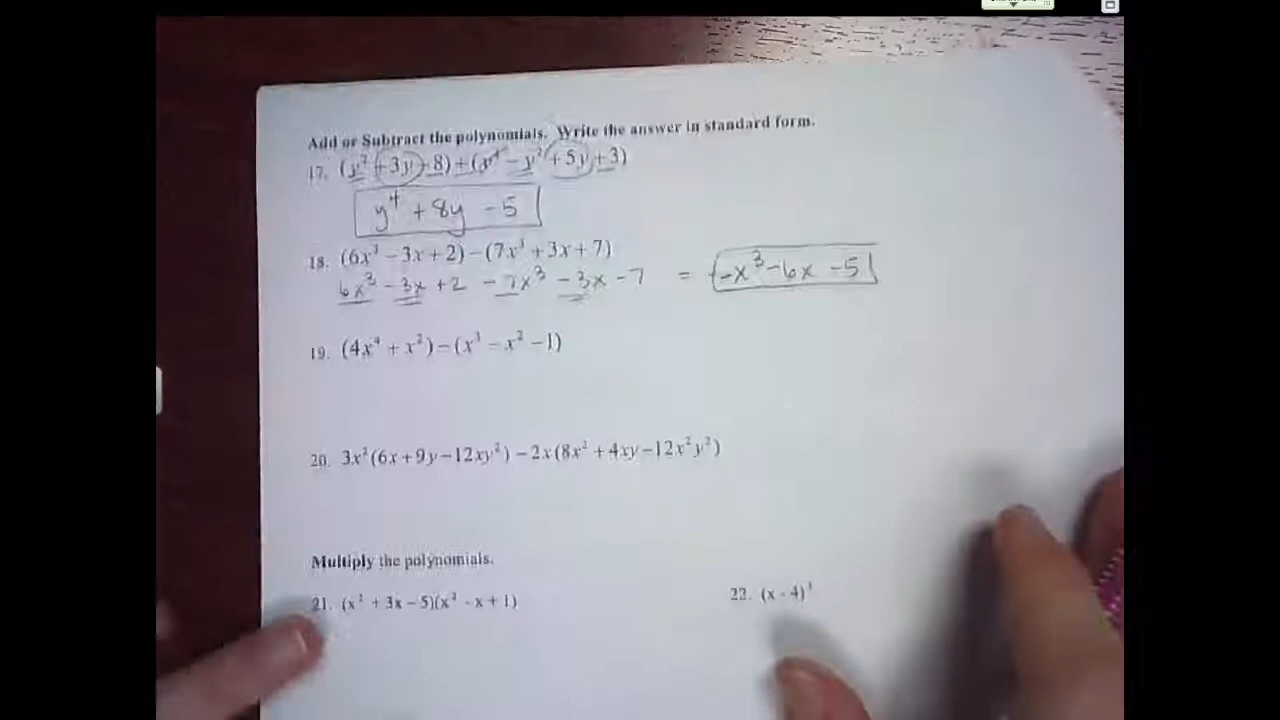 Add or Subtract the polynomials. Write the answer in standard form.
17. (y² + 3y − 8) + (y⁴ − y² + 5y + 3)
y⁴ + 8y − 5
18. (6x³ − 3x + 2) − (7x³ + 3x + 7)
6x³ − 3x + 2 − 7x³ − 3x − 7 = −x³ − 6x − 5
19. (4x⁴ + x²) − (x³ − x² − 1)
20. 3x²(6x + 9y − 12xy²) − 2x(8x² + 4xy − 12x²y²)
Multiply the polynomials.
21. (x² + 3x − 5)(x² - x + 1)
22. (x - 4)³